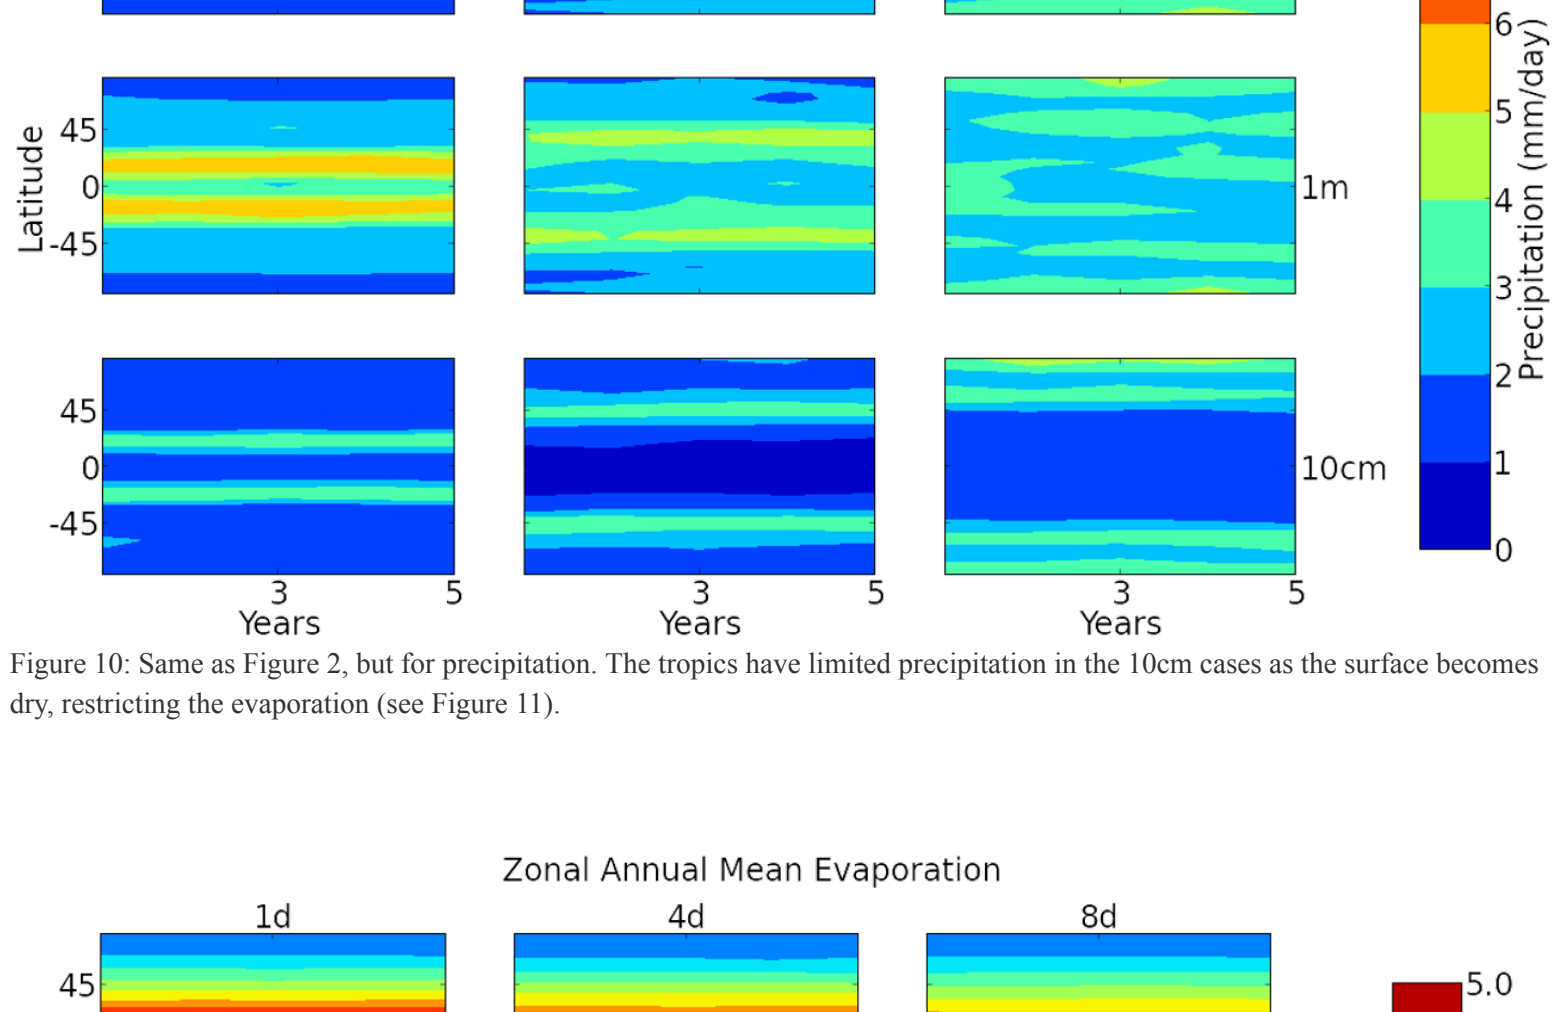 6
5
4
3
2
1
0
Precipitation (mm/day)
Latitude
45
0
-45
1m
45
0
-45
10cm
3 5 3 5 3 5
Years Years Years
Figure 10: Same as Figure 2, but for precipitation. The tropics have limited precipitation in the 10cm cases as the surface becomes
dry, restricting the evaporation (see Figure 11).
Zonal Annual Mean Evaporation
1d 4d 8d
45
5.0